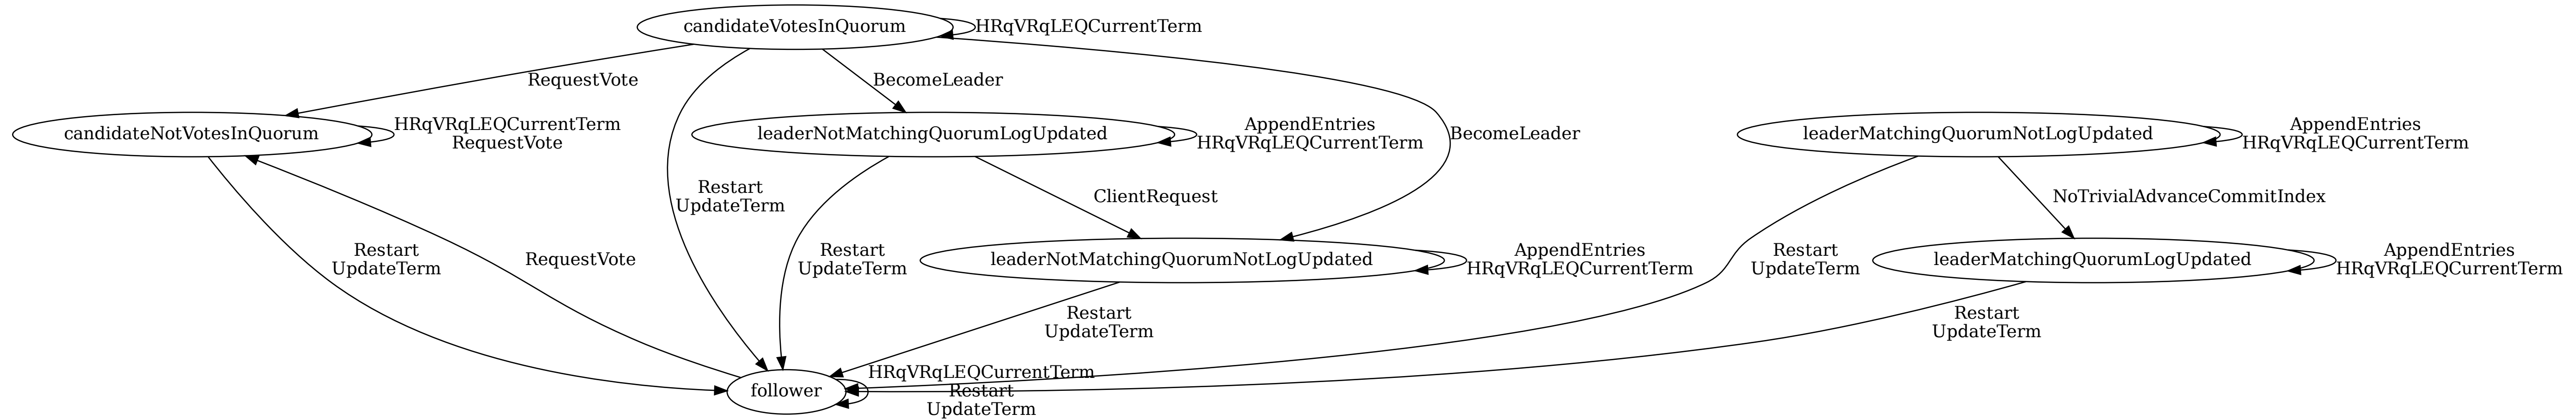 candidateVotesInQuorum
HRqVRqLEQCurrentTerm
RequestVote
BecomeLeader
candidateNotVotesInQuorum
HRqVRqLEQCurrentTerm
RequestVote
leaderNotMatchingQuorumLogUpdated
AppendEntries
HRqVRqLEQCurrentTerm
BecomeLeader
leaderMatchingQuorumNotLogUpdated
AppendEntries
HRqVRqLEQCurrentTerm
Restart
UpdateTerm
ClientRequest
NoTrivialAdvanceCommitIndex
Restart
UpdateTerm
RequestVote
Restart
UpdateTerm
leaderNotMatchingQuorumNotLogUpdated
AppendEntries
HRqVRqLEQCurrentTerm
Restart
UpdateTerm
leaderMatchingQuorumLogUpdated
AppendEntries
HRqVRqLEQCurrentTerm
Restart
UpdateTerm
Restart
UpdateTerm
follower
HRqVRqLEQCurrentTerm
Restart
UpdateTerm